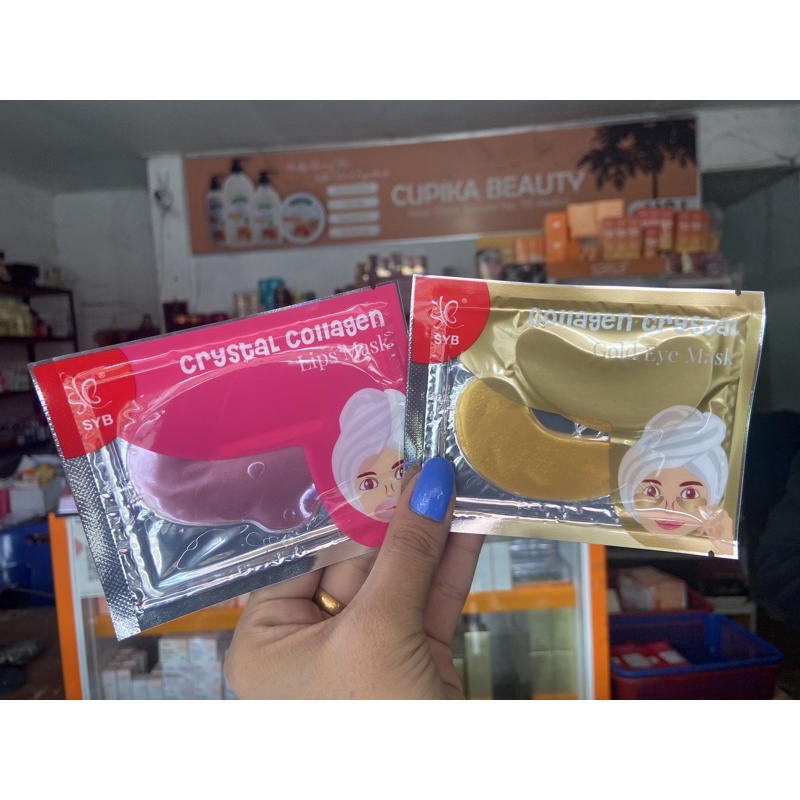 CUPIKA BEAUTY
SYB
Crystal Collagen
Lips Mask
SYB
Collagen Crystal
Gold Eye Mask